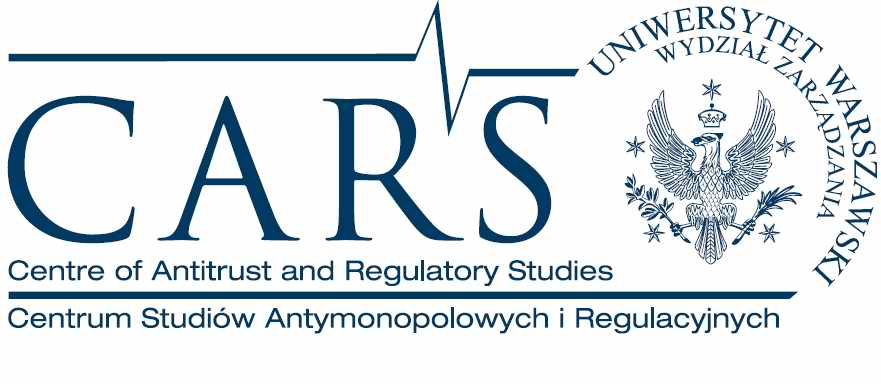 CARS
Centre of Antitrust and Regulatory Studies
Centrum Studiów Antymonopolowych i Regulacyjnych
UNIWERSYTET WARSZAWSKI
WYDZIAŁ ZARZĄDZANIA